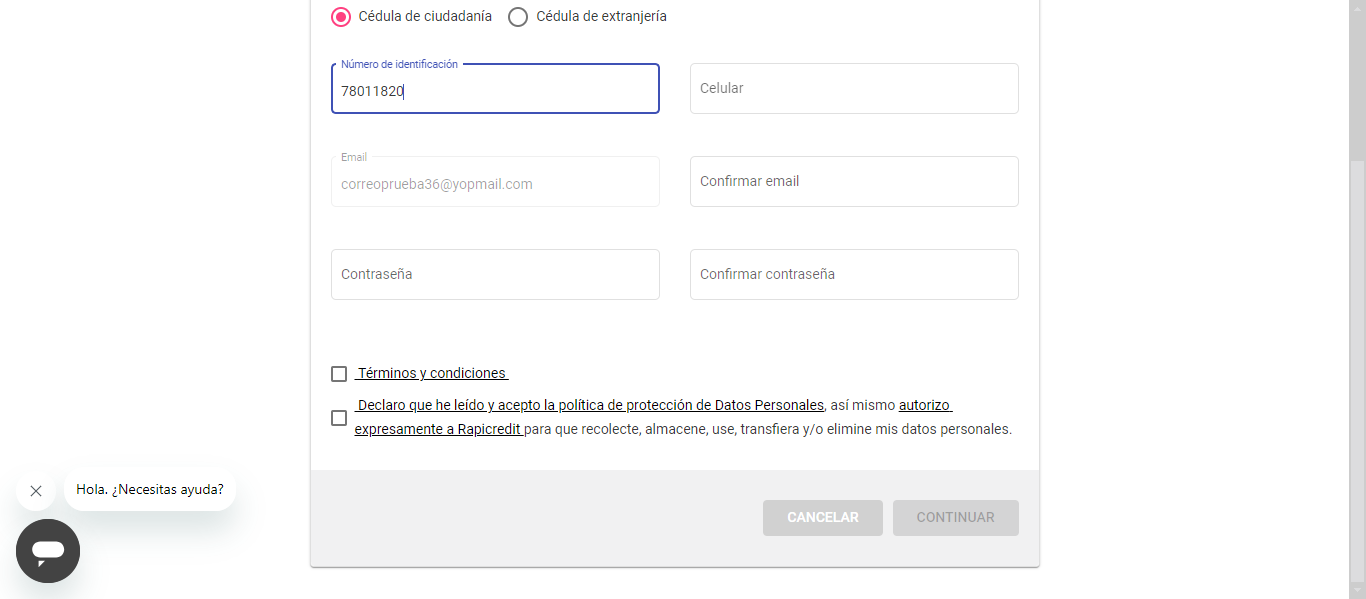 Cédula de ciudadanía Cédula de extranjería
Número de identificación
78011820
Celular
Email
correoprueba36@yopmail.com
Confirmar email
Contraseña
Confirmar contraseña
Términos y condiciones
Declaro que he leído y acepto la política de protección de Datos Personales, así mismo autorizo
expresamente a Rapicredit para que recolecte, almacene, use, transfiera y/o elimine mis datos personales.
Hola. ¿Necesitas ayuda?
CANCELAR CONTINUAR